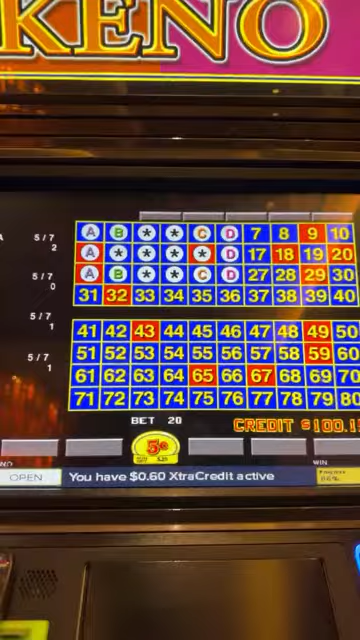 KENO
A B * * C D 7 8 9 10
5/7
2
A * * * * D 17 18 19 20
5/7
0
A B * * C D 27 28 29 30
31 32 33 34 35 36 37 38 39 40
5/7
1
41 42 43 44 45 46 47 48 49 50
5/7
1
51 52 53 54 55 56 57 58 59 60
61 62 63 64 65 66 67 68 69 70
71 72 73 74 75 76 77 78 79 80
BET 20
CREDIT $100.1
5¢
WIN
OPEN
You have $0.60 XtraCredit active